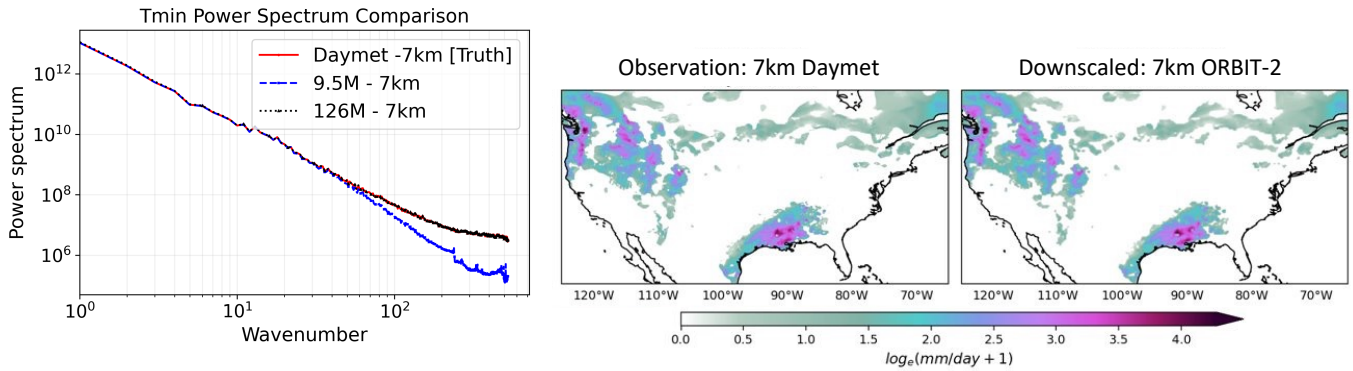 Tmin Power Spectrum Comparison
Power spectrum
10^12
10^10
10^8
10^6
10^0
10^1
10^2
Wavenumber
Daymet -7km [Truth]
9.5M - 7km
126M - 7km
Observation: 7km Daymet
120°W 110°W 100°W 90°W 80°W 70°W
Downscaled: 7km ORBIT-2
120°W 110°W 100°W 90°W 80°W 70°W
0.0 0.5 1.0 1.5 2.0 2.5 3.0 3.5 4.0
log_e(mm/day + 1)